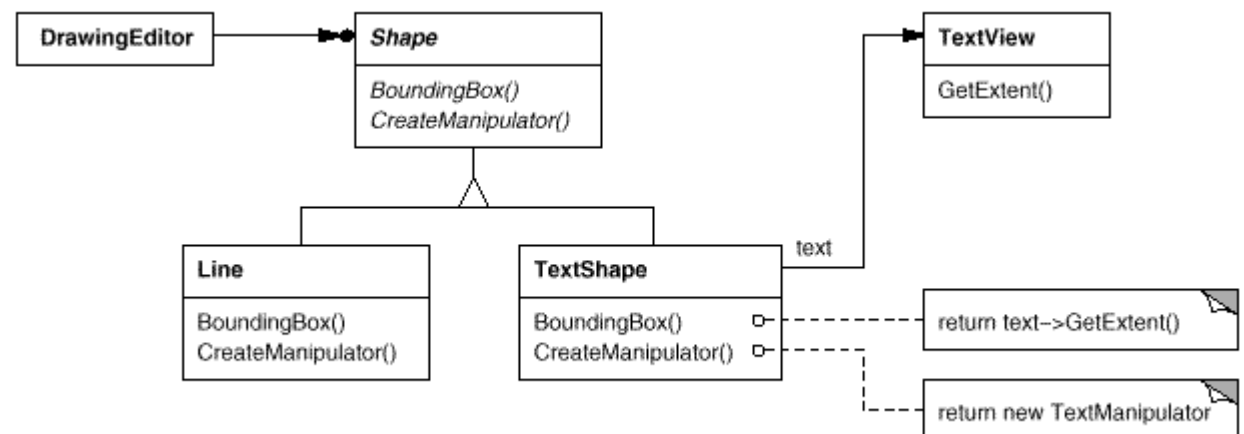 DrawingEditor
Shape
BoundingBox()
CreateManipulator()
TextView
GetExtent()
Line
BoundingBox()
CreateManipulator()
TextShape
BoundingBox()
CreateManipulator()
text
return text->GetExtent()
return new TextManipulator